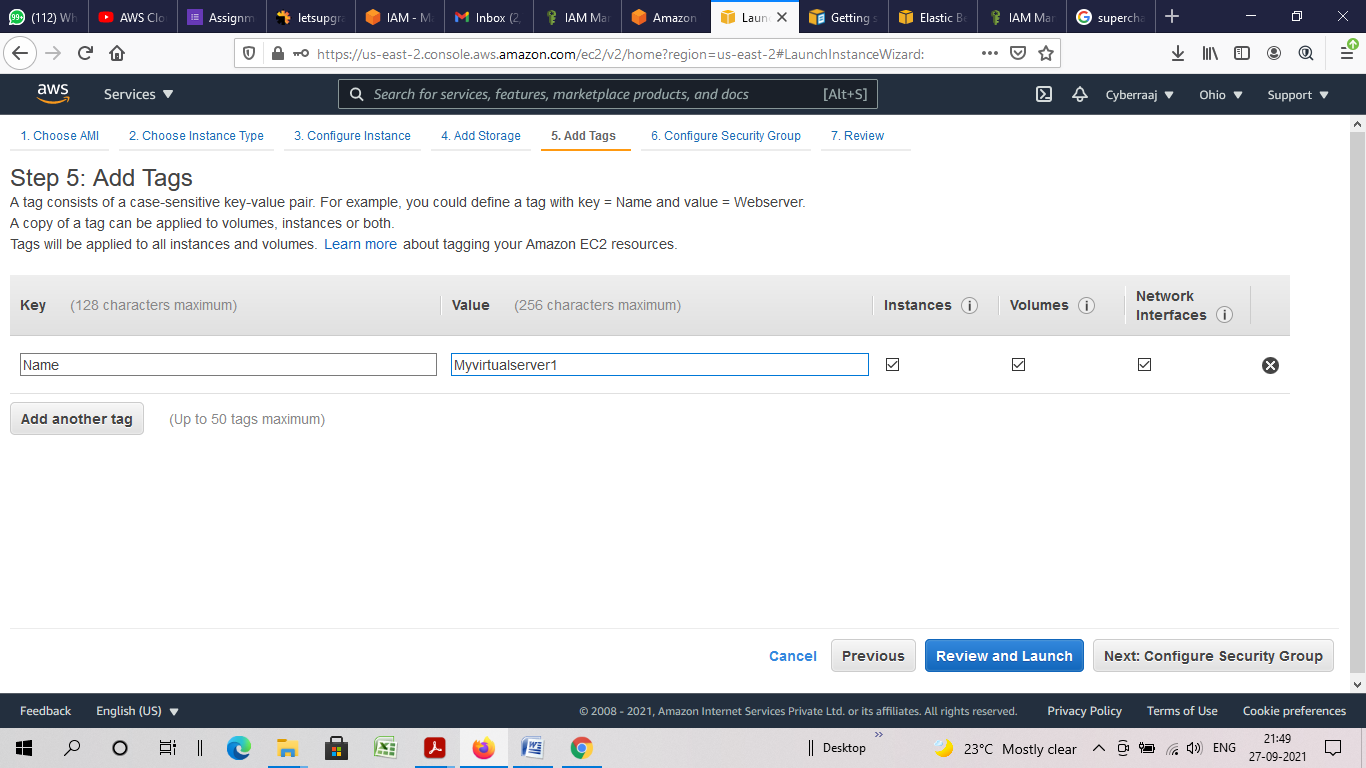 (112) Wh
AWS Clo
Assignm
letsupgra
IAM - Ma
Inbox (2,
IAM Man
Amazon
Laun
Getting s
Elastic Be
IAM Man
supercha
https://us-east-2.console.aws.amazon.com/ec2/v2/home?region=us-east-2#LaunchInstanceWizard:
aws
Services
Search for services, features, marketplace products, and docs
[Alt+S]
Cyberraaj
Ohio
Support
1. Choose AMI
2. Choose Instance Type
3. Configure Instance
4. Add Storage
5. Add Tags
6. Configure Security Group
7. Review
Step 5: Add Tags
A tag consists of a case-sensitive key-value pair. For example, you could define a tag with key = Name and value = Webserver.
A copy of a tag can be applied to volumes, instances or both.
Tags will be applied to all instances and volumes. Learn more about tagging your Amazon EC2 resources.
Key (128 characters maximum)
Value (256 characters maximum)
Instances
Volumes
Network
Interfaces
Name
Myvirtualserver1
Add another tag
(Up to 50 tags maximum)
Cancel
Previous
Review and Launch
Next: Configure Security Group
Feedback
English (US)
© 2008 - 2021, Amazon Internet Services Private Ltd. or its affiliates. All rights reserved.
Privacy Policy
Terms of Use
Cookie preferences
Desktop
23°C Mostly clear
ENG
21:49
27-09-2021